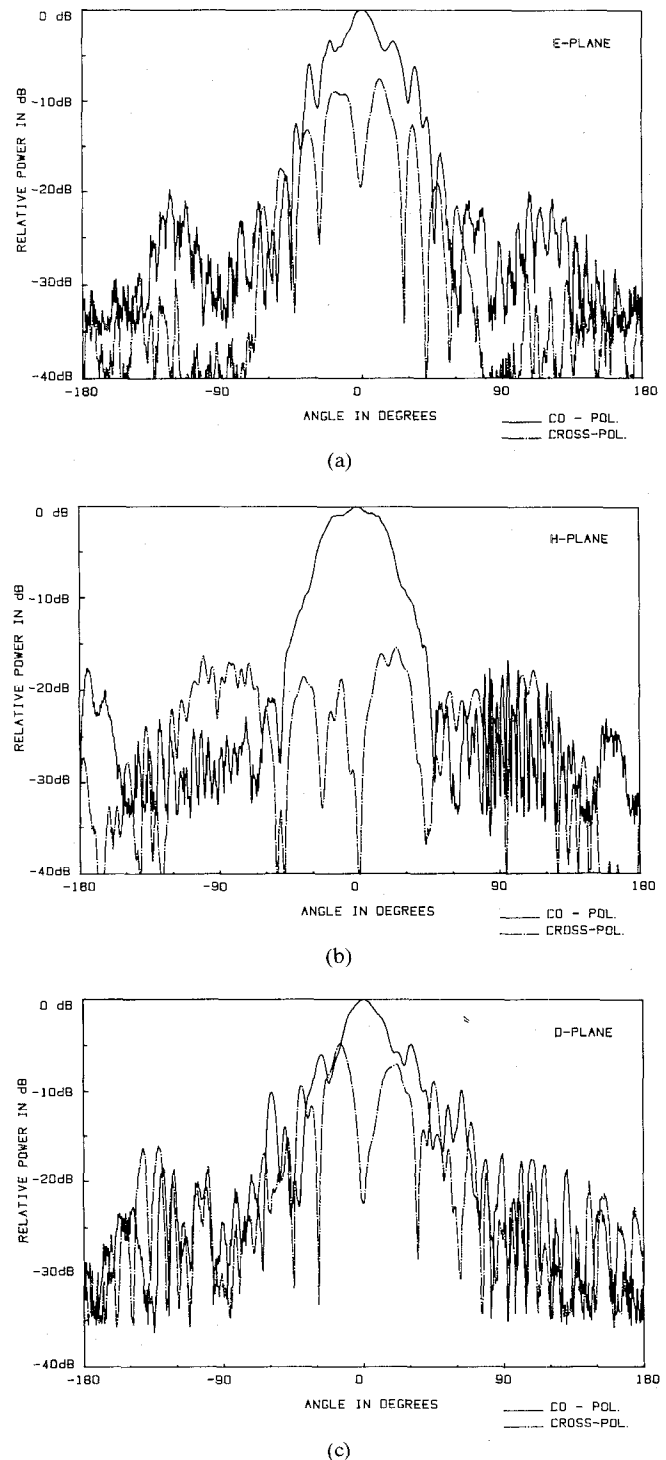 0 dB
E-PLANE
-10dB
-20dB
-30dB
-40dB
RELATIVE POWER IN dB
-180 -90 0 90 180
ANGLE IN DEGREES
CO - POL.
CROSS-POL.
(a)
0 dB
H-PLANE
-10dB
-20dB
-30dB
-40dB
RELATIVE POWER IN dB
-180 -90 0 90 180
ANGLE IN DEGREES
CO - POL.
CROSS-POL.
(b)
0 dB
D-PLANE
-10dB
-20dB
-30dB
-40dB
RELATIVE POWER IN dB
-180 -90 0 90 180
ANGLE IN DEGREES
CO - POL.
CROSS-POL.
(c)